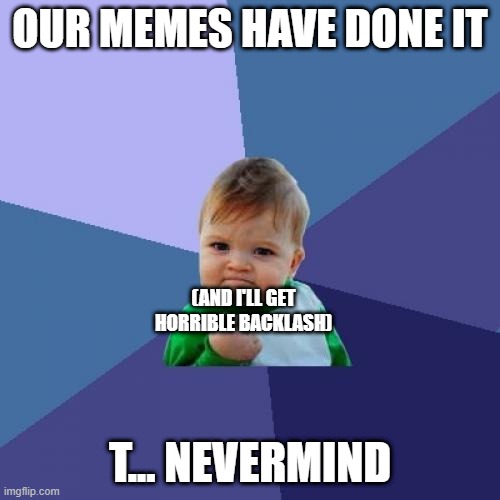 OUR MEMES HAVE DONE IT
(AND I'LL GET
HORRIBLE BACKLASH)
T... NEVERMIND
imgflip.com